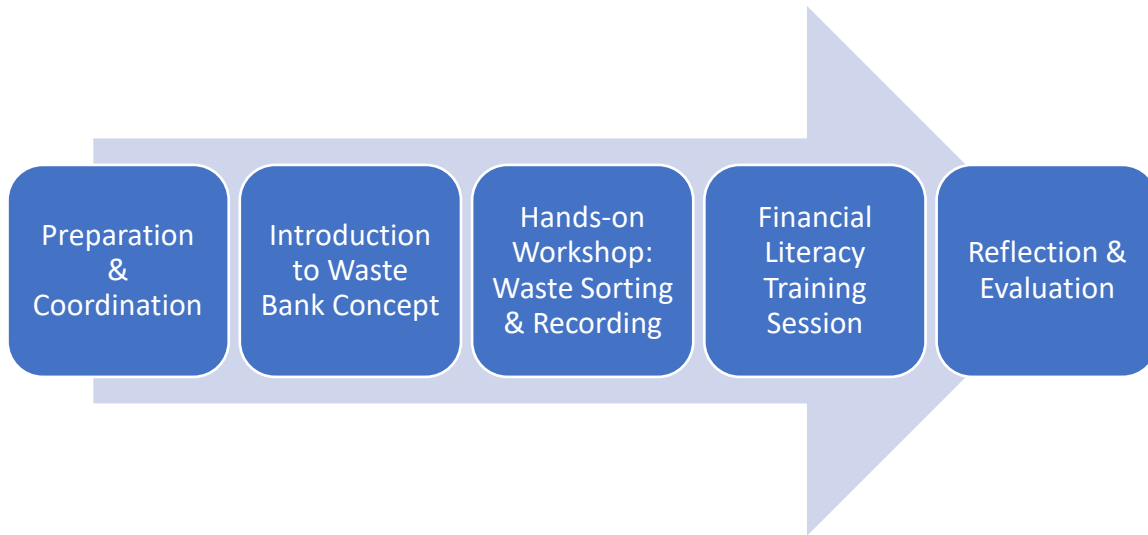 Preparation
&
Coordination
Introduction
to Waste
Bank Concept
Hands-on
Workshop:
Waste Sorting
& Recording
Financial
Literacy
Training
Session
Reflection &
Evaluation